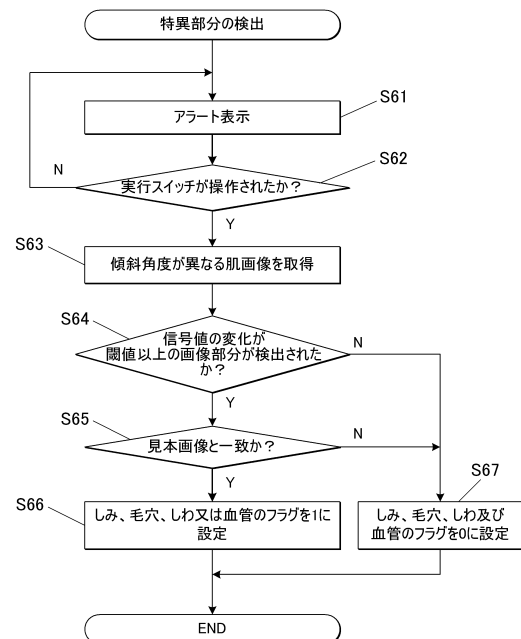 特異部分の検出
アラート表示
S61
実行スイッチが操作されたか？
S62
N
Y
S63
傾斜角度が異なる肌画像を取得
S64
信号値の変化が
閾値以上の画像部分が検出された
か？
N
Y
S65
見本画像と一致か？
N
Y
S66
しみ、毛穴、しわ又は血管のフラグを1に
設定
S67
しみ、毛穴、しわ及び
血管のフラグを0に設定
END